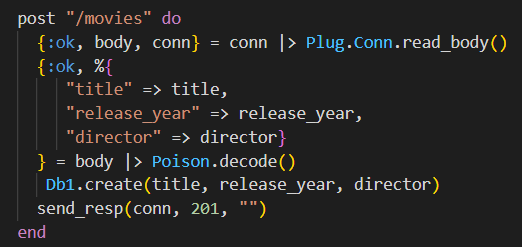 post "/movies" do
  {:ok, body, conn} = conn |> Plug.Conn.read_body()
  {:ok, %{
     "title" => title,
     "release_year" => release_year,
     "director" => director}
  } = body |> Poison.decode()
   Db1.create(title, release_year, director)
  send_resp(conn, 201, "")
end